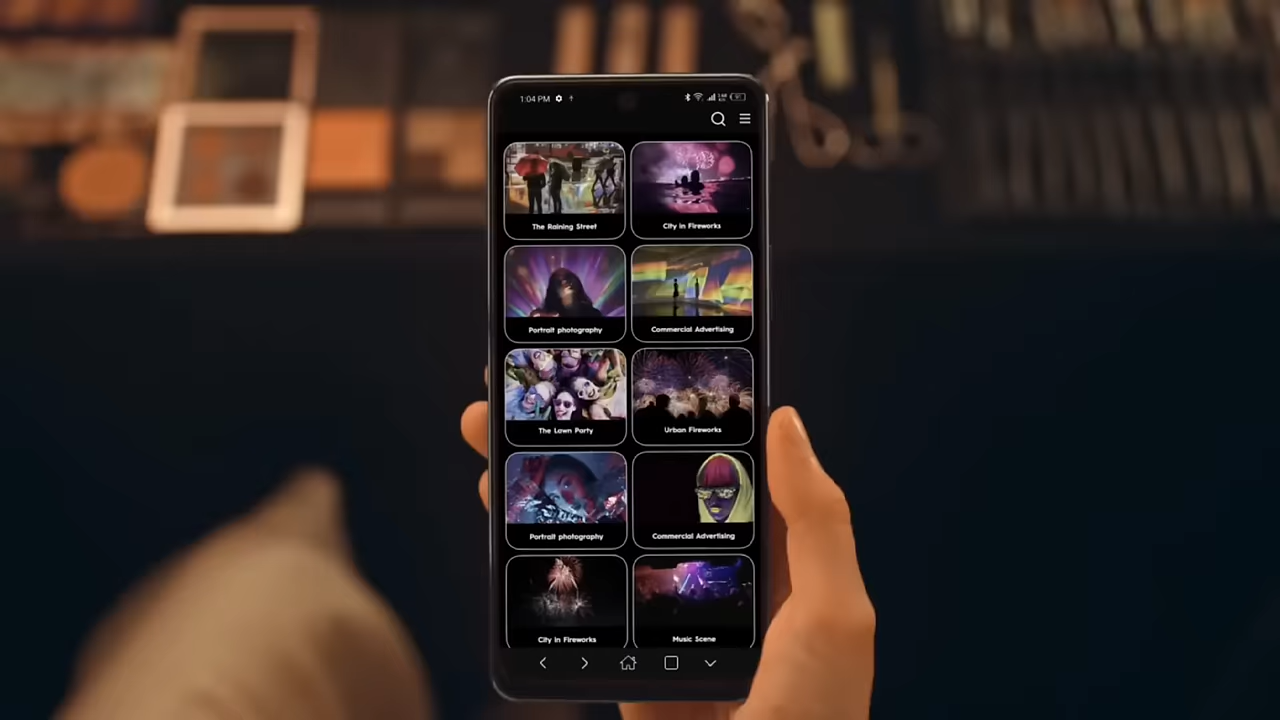 1:04 PM
The Raining Street
City in Fireworks
Portrait photography
Commercial Advertising
The Lawn Party
Urban Fireworks
Portrait photography
Commercial Advertising
City in Fireworks
Music Scene